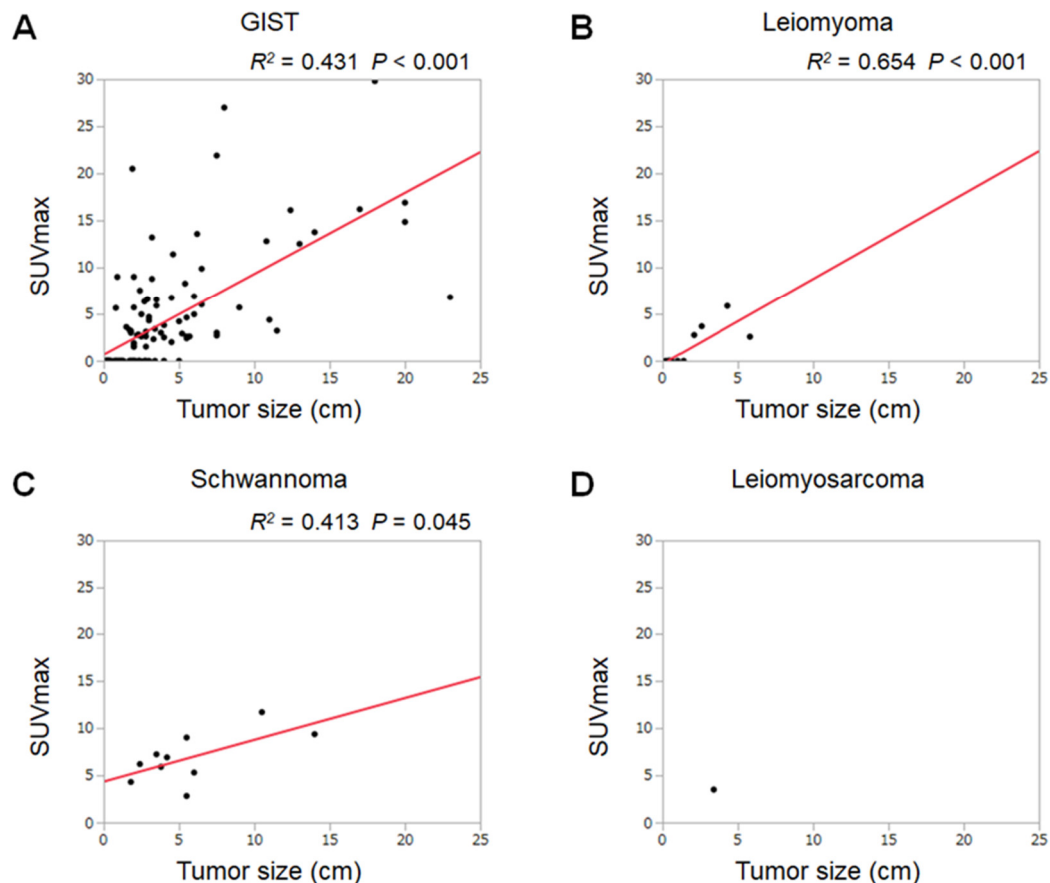 A
GIST
R² = 0.431 P < 0.001
30
25
20
15
10
5
0
SUVmax
0 5 10 15 20 25
Tumor size (cm)
B
Leiomyoma
R² = 0.654 P < 0.001
30
25
20
15
10
5
0
SUVmax
0 5 10 15 20 25
Tumor size (cm)
C
Schwannoma
R² = 0.413 P = 0.045
30
25
20
15
10
5
0
SUVmax
0 5 10 15 20 25
Tumor size (cm)
D
Leiomyosarcoma
30
25
20
15
10
5
0
SUVmax
0 5 10 15 20 25
Tumor size (cm)